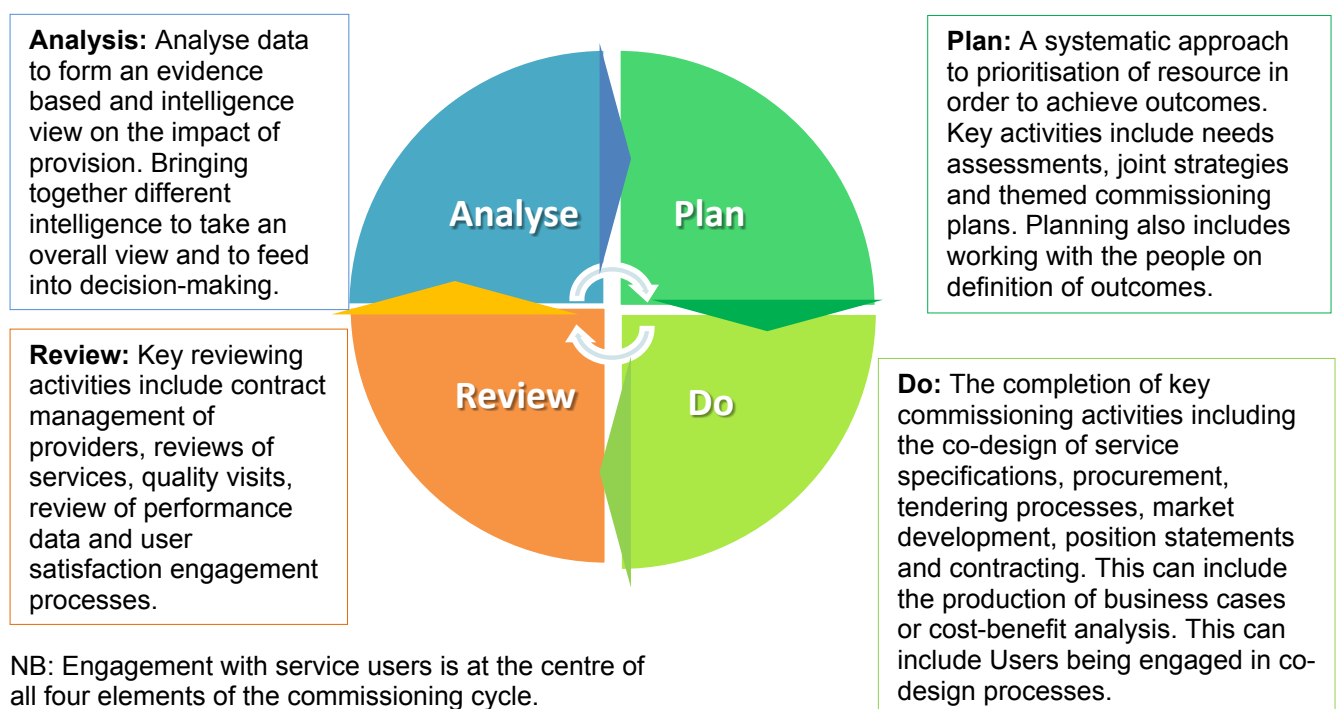 Analysis: Analyse data
to form an evidence
based and intelligence
view on the impact of
provision. Bringing
together different
intelligence to take an
overall view and to feed
into decision-making.
Analyse
Plan
Plan: A systematic approach
to prioritisation of resource in
order to achieve outcomes.
Key activities include needs
assessments, joint strategies
and themed commissioning
plans. Planning also includes
working with the people on
definition of outcomes.
Review: Key reviewing
activities include contract
management of
providers, reviews of
services, quality visits,
review of performance
data and user
satisfaction engagement
processes.
Review
Do
Do: The completion of key
commissioning activities including
the co-design of service
specifications, procurement,
tendering processes, market
development, position statements
and contracting. This can include
the production of business cases
or cost-benefit analysis. This can
include Users being engaged in co-
design processes.
NB: Engagement with service users is at the centre of
all four elements of the commissioning cycle.